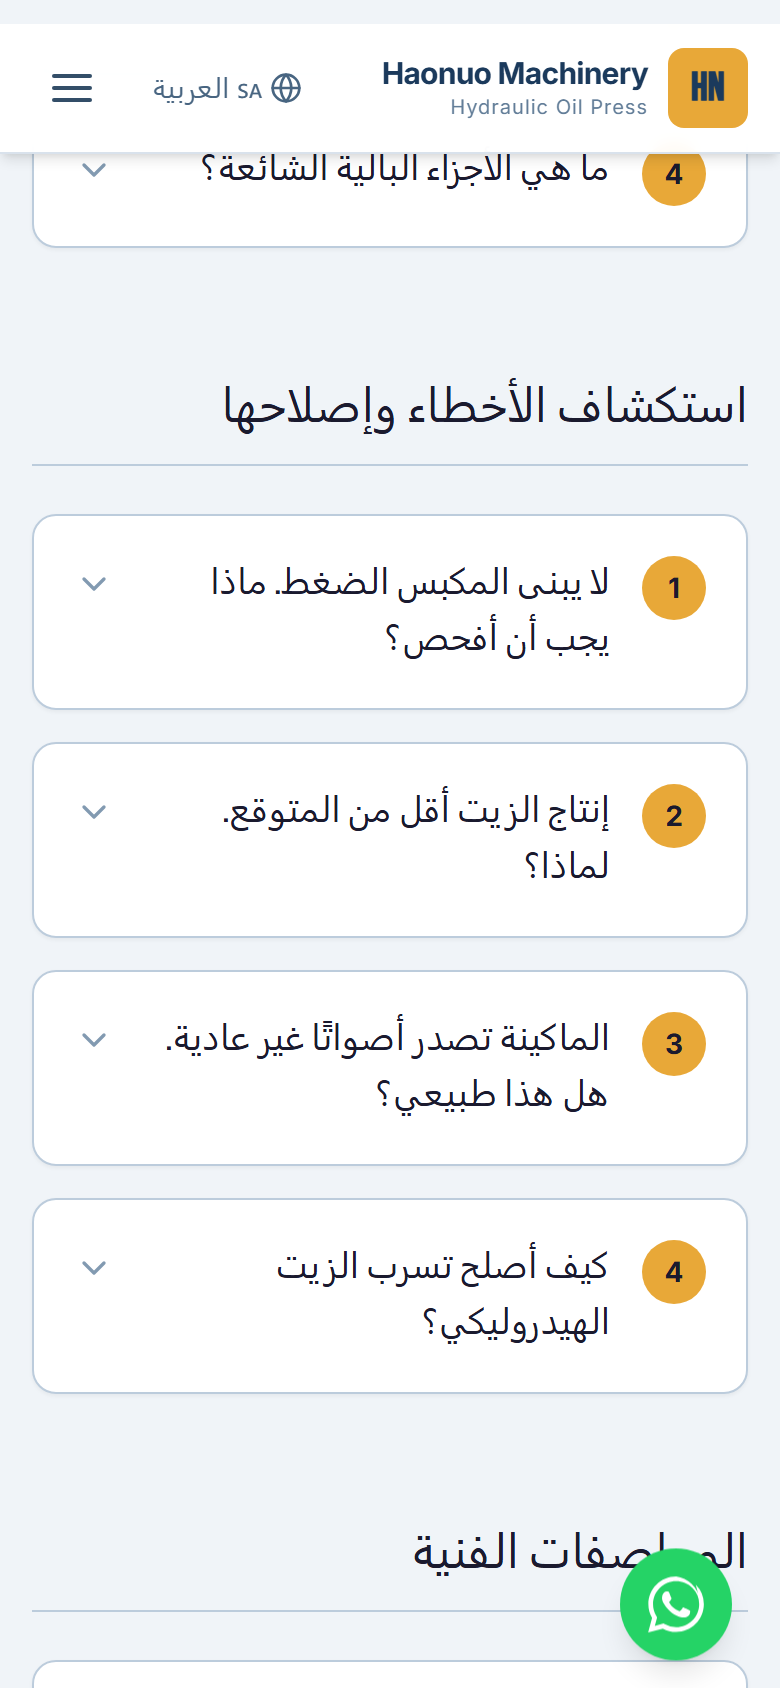 HN
Haonuo Machinery
Hydraulic Oil Press
SA العربية
4
ما هي الأجزاء البالية الشائعة؟
استكشاف الأخطاء وإصلاحها
1
لا يبنى المكبس الضغط. ماذا
يجب أن أفحص؟
2
إنتاج الزيت أقل من المتوقع.
لماذا؟
3
الماكينة تصدر أصواتًا غير عادية.
هل هذا طبيعي؟
4
كيف أصلح تسرب الزيت
الهيدروليكي؟
الفنية